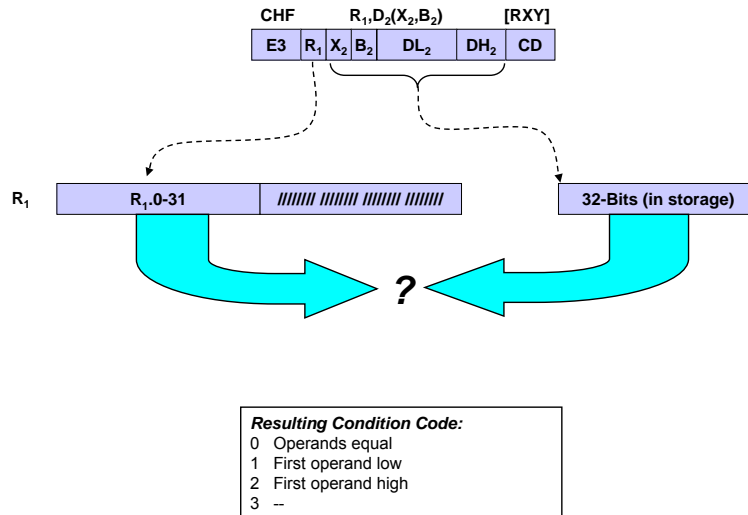 CHF R₁,D₂(X₂,B₂) [RXY]
E3 R₁ X₂ B₂ DL₂ DH₂ CD
R₁ R₁.0-31 //////// //////// //////// //////// 32-Bits (in storage)
?
Resulting Condition Code:
0 Operands equal
1 First operand low
2 First operand high
3 --